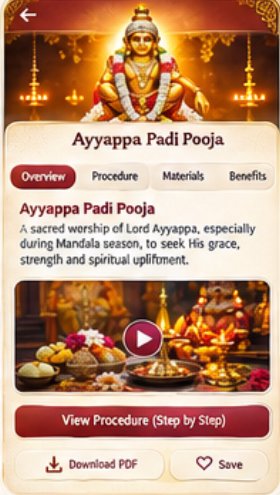 Ayyappa Padi Pooja
Overview Procedure Materials Benefits
Ayyappa Padi Pooja
A sacred worship of Lord Ayyappa, especially
during Mandala season, to seek His grace,
strength and spiritual upliftment.
View Procedure (Step by Step)
Download PDF Save